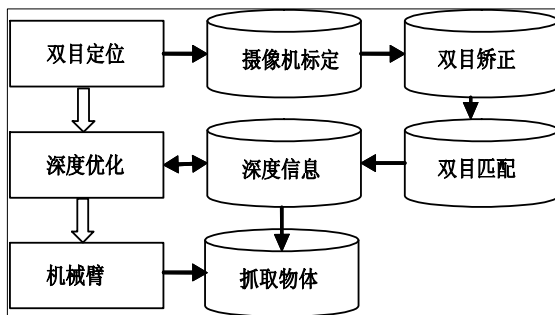 双目定位
摄像机标定
双目矫正
深度优化
深度信息
双目匹配
机械臂
抓取物体